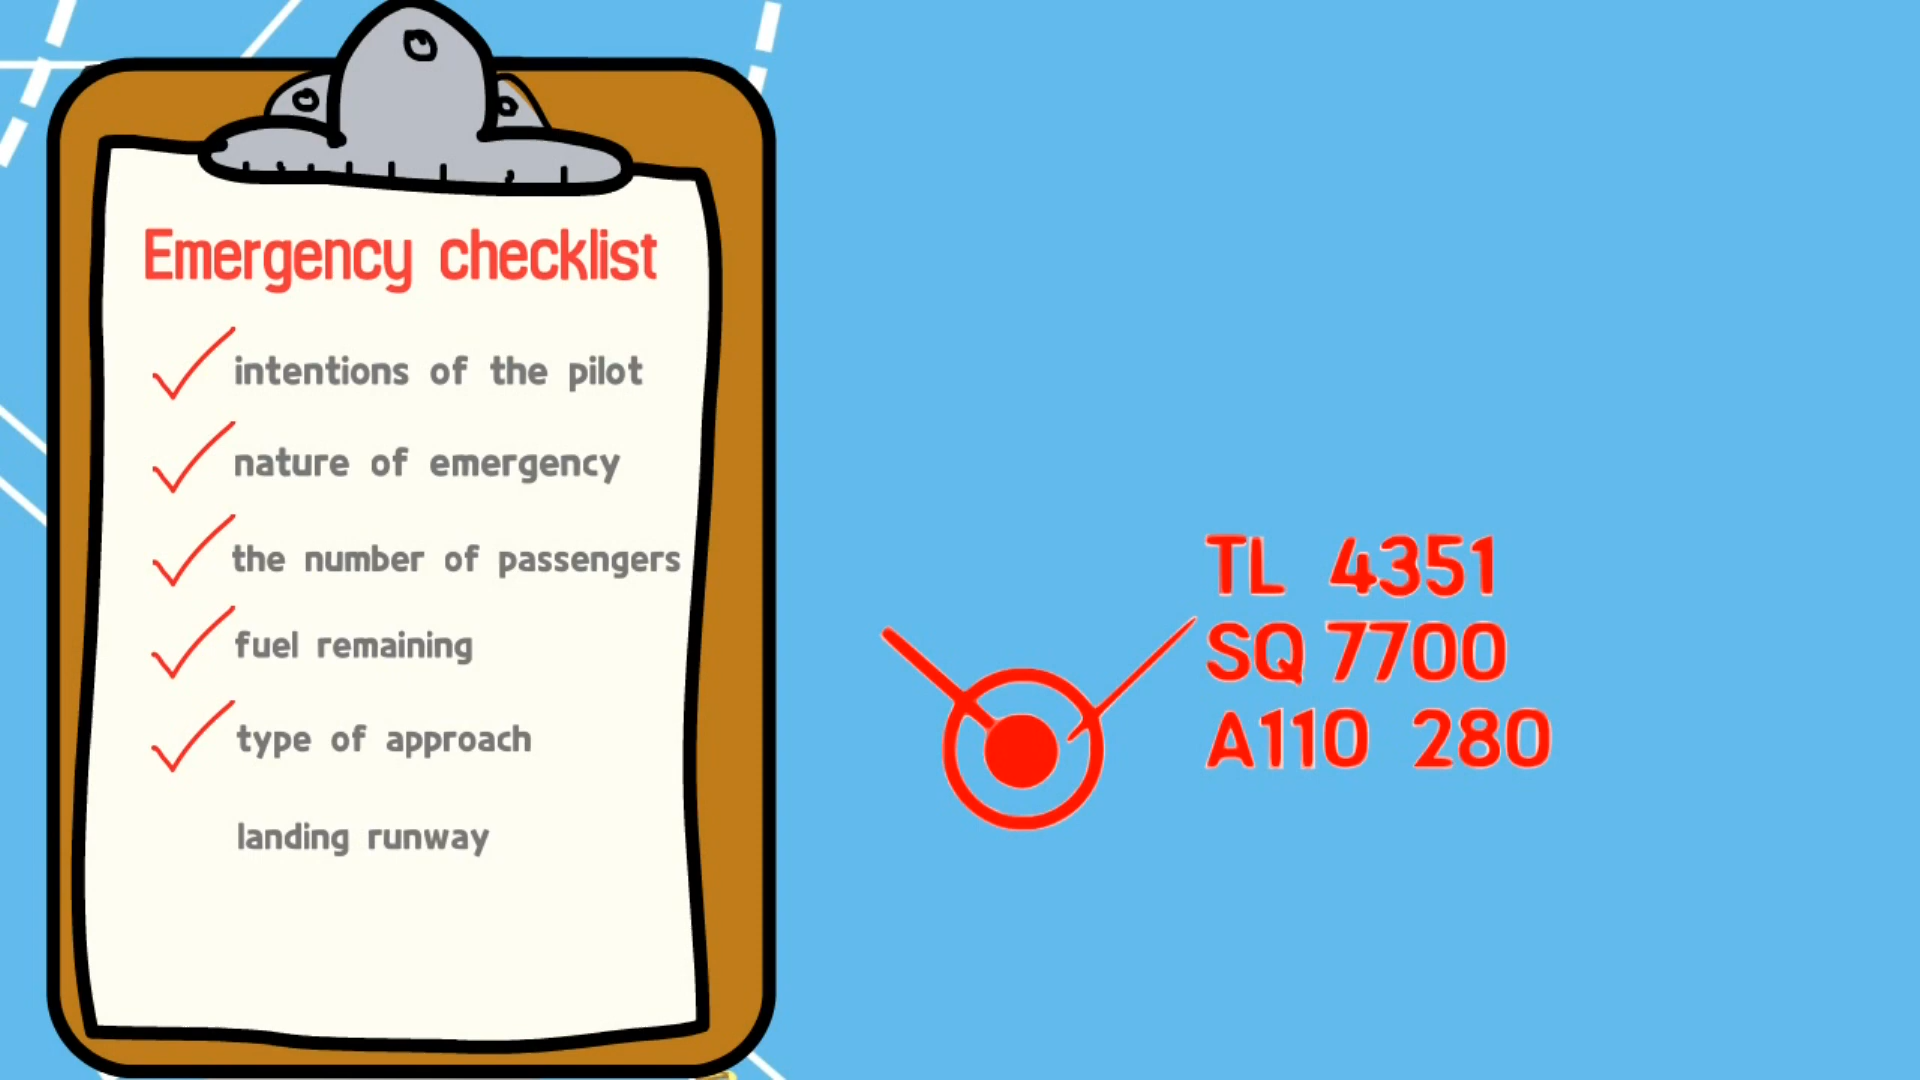 Emergency checklist
intentions of the pilot
nature of emergency
the number of passengers
fuel remaining
type of approach
landing runway
TL 4351
SQ 7700
A110 280